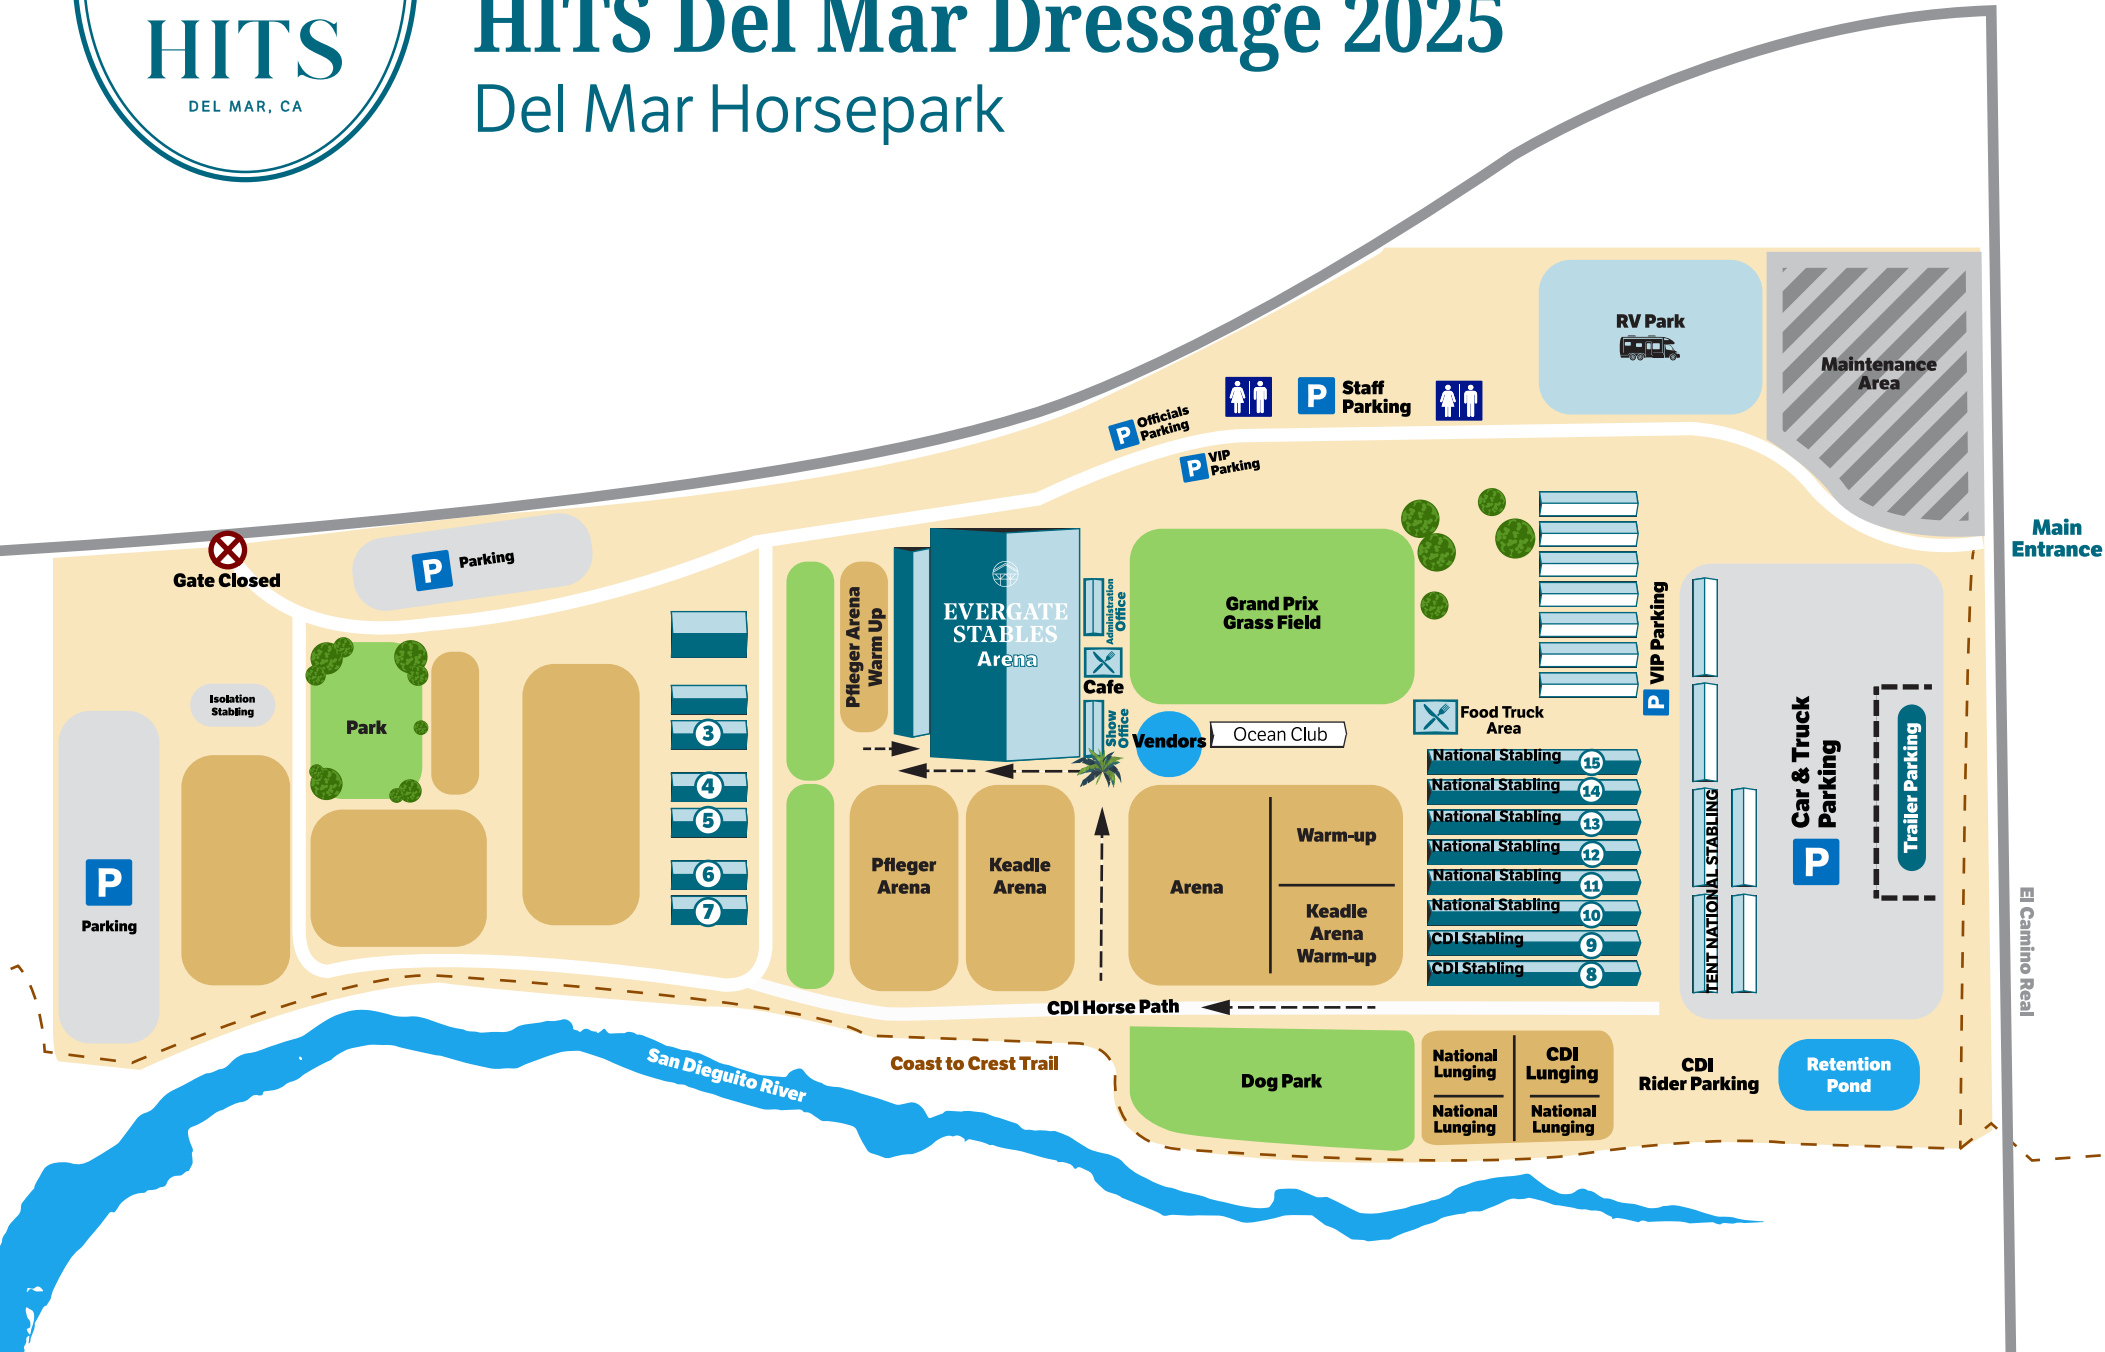 HITS
DEL MAR, CA
HITS Del Mar Dressage 2025
Del Mar Horsepark
RV Park
Maintenance
Area
Staff
Parking
P
Officials
Parking
P
VIP
Parking
P
Main
Entrance
Gate Closed
P
Parking
Isolation
Stabling
Park
P
Parking
3
4
5
6
7
Pfleger Arena
Warm Up
EVERGATE
STABLES
Arena
Administration
Office
Cafe
Show
Office
Grand Prix
Grass Field
Vendors
Ocean Club
Food Truck
Area
P
VIP Parking
National Stabling 15
National Stabling 14
National Stabling 13
National Stabling 12
National Stabling 11
National Stabling 10
CDI Stabling 9
CDI Stabling 8
TENT NATIONAL STABLING
Car & Truck
Parking
P
Trailer Parking
El Camino Real
Pfleger
Arena
Keadle
Arena
Arena
Warm-up
Keadle
Arena
Warm-up
CDI Horse Path
San Dieguito River
Coast to Crest Trail
Dog Park
National
Lunging
CDI
Lunging
National
Lunging
National
Lunging
CDI
Rider Parking
Retention
Pond